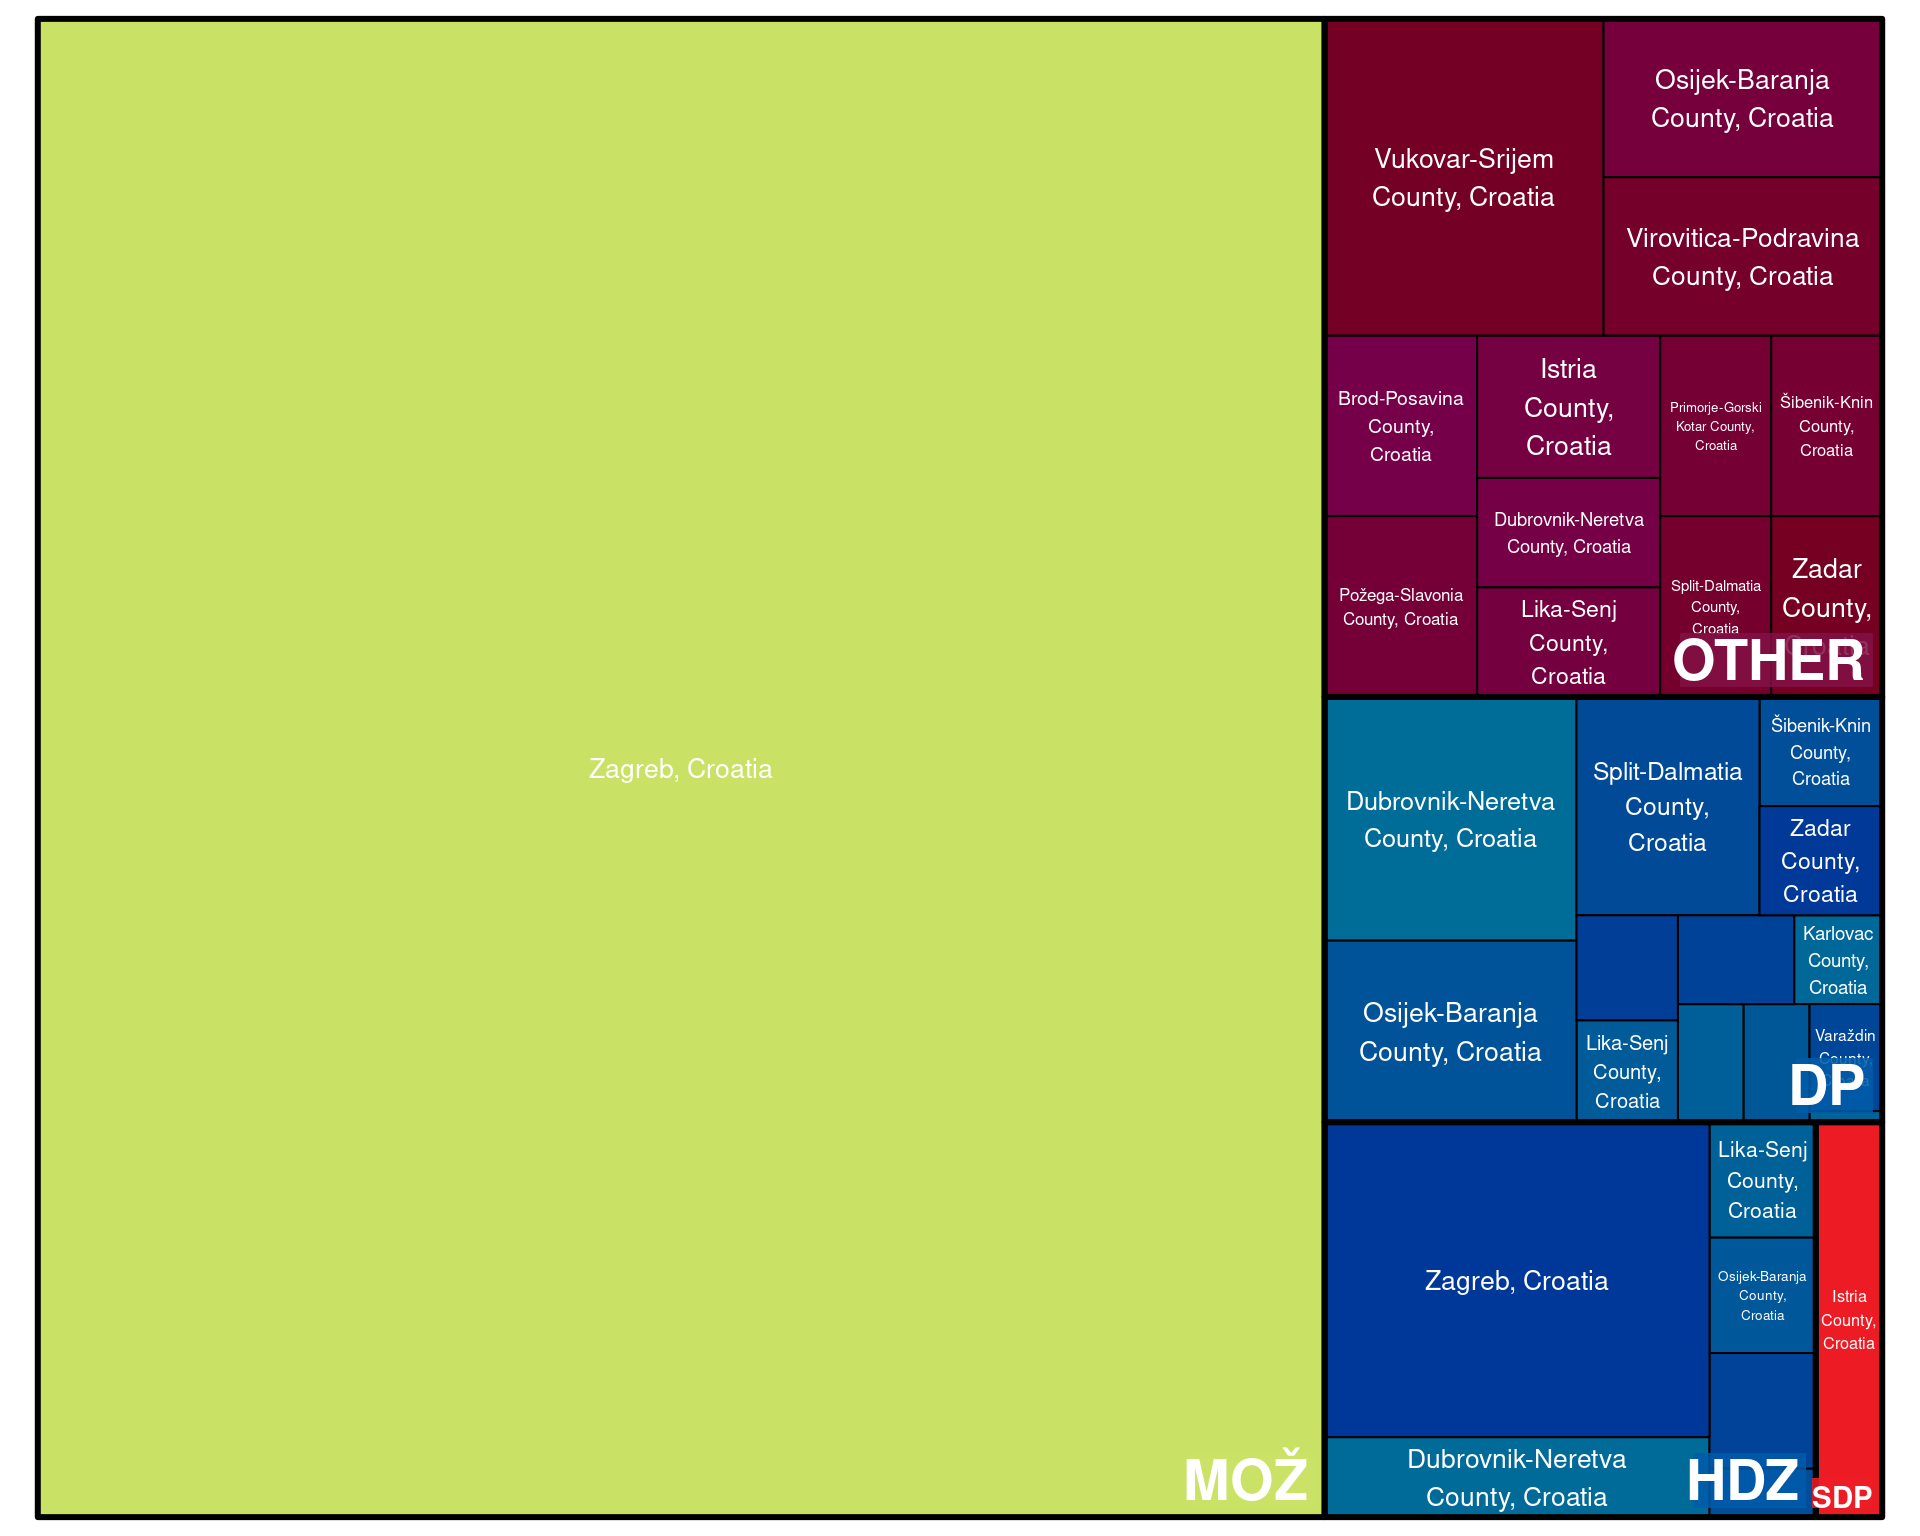 Zagreb, Croatia
MOŽ
Vukovar-Srijem
County, Croatia
Osijek-Baranja
County, Croatia
Virovitica-Podravina
County, Croatia
Brod-Posavina
County,
Croatia
Istria
County,
Croatia
Primorje-Gorski
Kotar County,
Croatia
Šibenik-Knin
County,
Croatia
Dubrovnik-Neretva
County, Croatia
Požega-Slavonia
County, Croatia
Lika-Senj
County,
Croatia
Split-Dalmatia
County,
Croatia
Zadar
County,
Croatia
OTHER
Dubrovnik-Neretva
County, Croatia
Split-Dalmatia
County,
Croatia
Šibenik-Knin
County,
Croatia
Zadar
County,
Croatia
Osijek-Baranja
County, Croatia
Karlovac
County,
Croatia
Lika-Senj
County,
Croatia
Varaždin
County,
DP
Zagreb, Croatia
Lika-Senj
County,
Croatia
Osijek-Baranja
County,
Croatia
Dubrovnik-Neretva
County, Croatia
HDZ
Istria
County,
Croatia
SDP